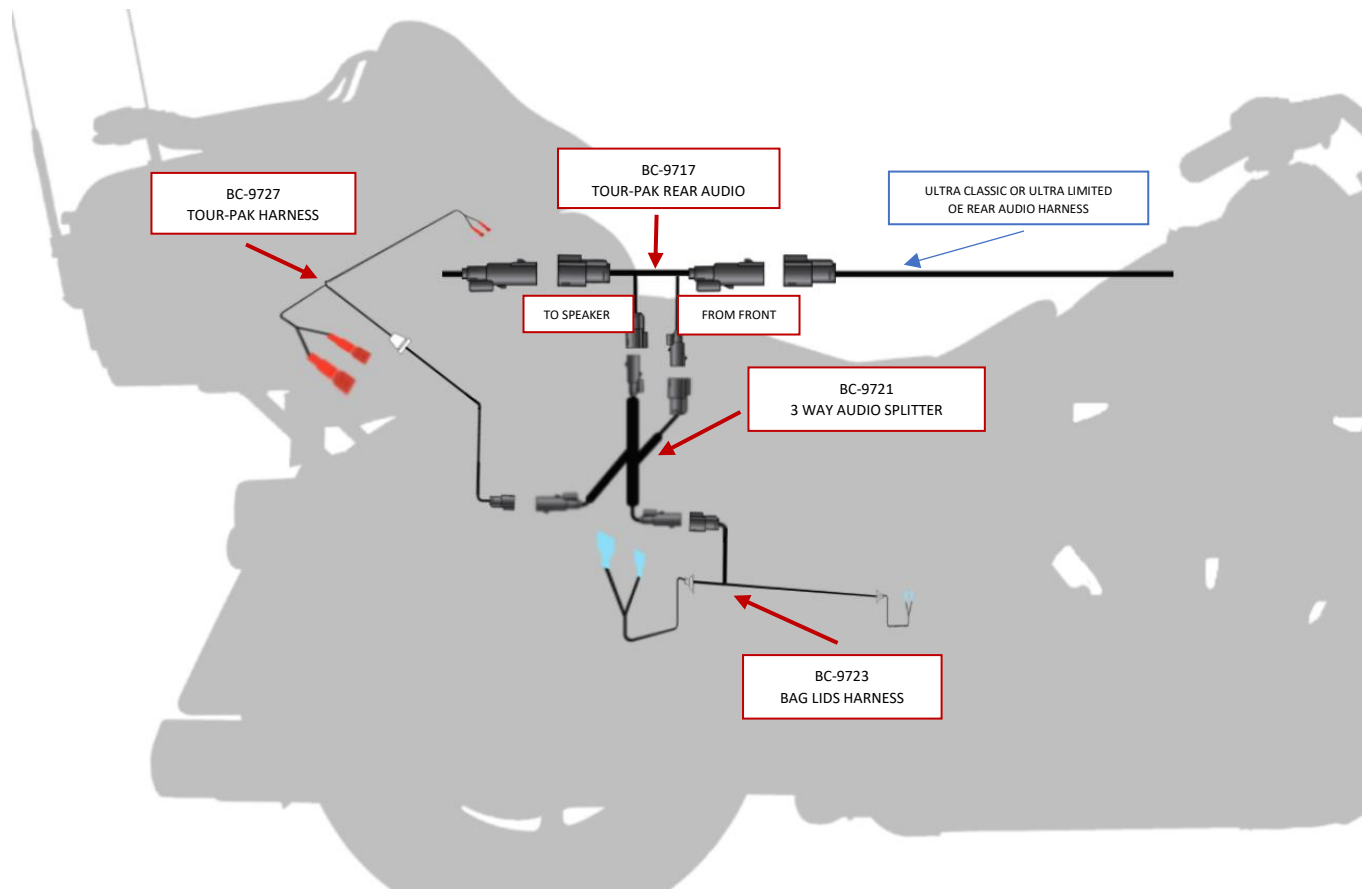 BC-9717
TOUR-PAK REAR AUDIO
BC-9727
TOUR-PAK HARNESS
ULTRA CLASSIC OR ULTRA LIMITED
OE REAR AUDIO HARNESS
TO SPEAKER
FROM FRONT
BC-9721
3 WAY AUDIO SPLITTER
BC-9723
BAG LIDS HARNESS